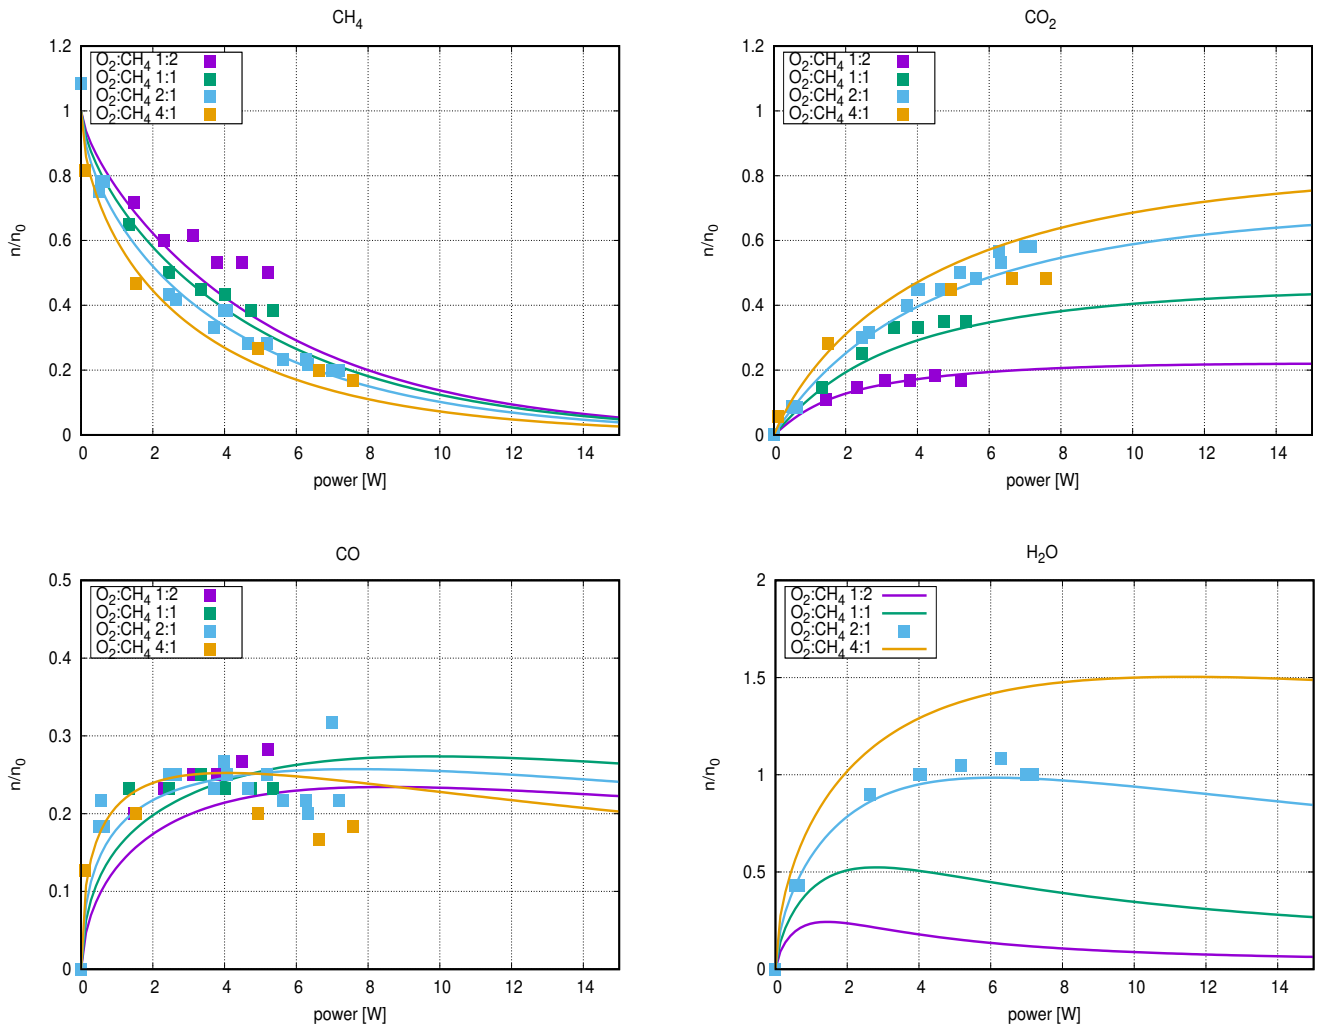 CH4
1.2
1
0.8
0.6
0.4
0.2
0
n/n0
O2:CH4 1:2
O2:CH4 1:1
O2:CH4 2:1
O2:CH4 4:1
0 2 4 6 8 10 12 14
power [W]
CO2
1.2
1
0.8
0.6
0.4
0.2
0
n/n0
O2:CH4 1:2
O2:CH4 1:1
O2:CH4 2:1
O2:CH4 4:1
0 2 4 6 8 10 12 14
power [W]
CO
0.5
0.4
0.3
0.2
0.1
0
n/n0
O2:CH4 1:2
O2:CH4 1:1
O2:CH4 2:1
O2:CH4 4:1
0 2 4 6 8 10 12 14
power [W]
H2O
2
1.5
1
0.5
0
n/n0
O2:CH4 1:2
O2:CH4 1:1
O2:CH4 2:1
O2:CH4 4:1
0 2 4 6 8 10 12 14
power [W]